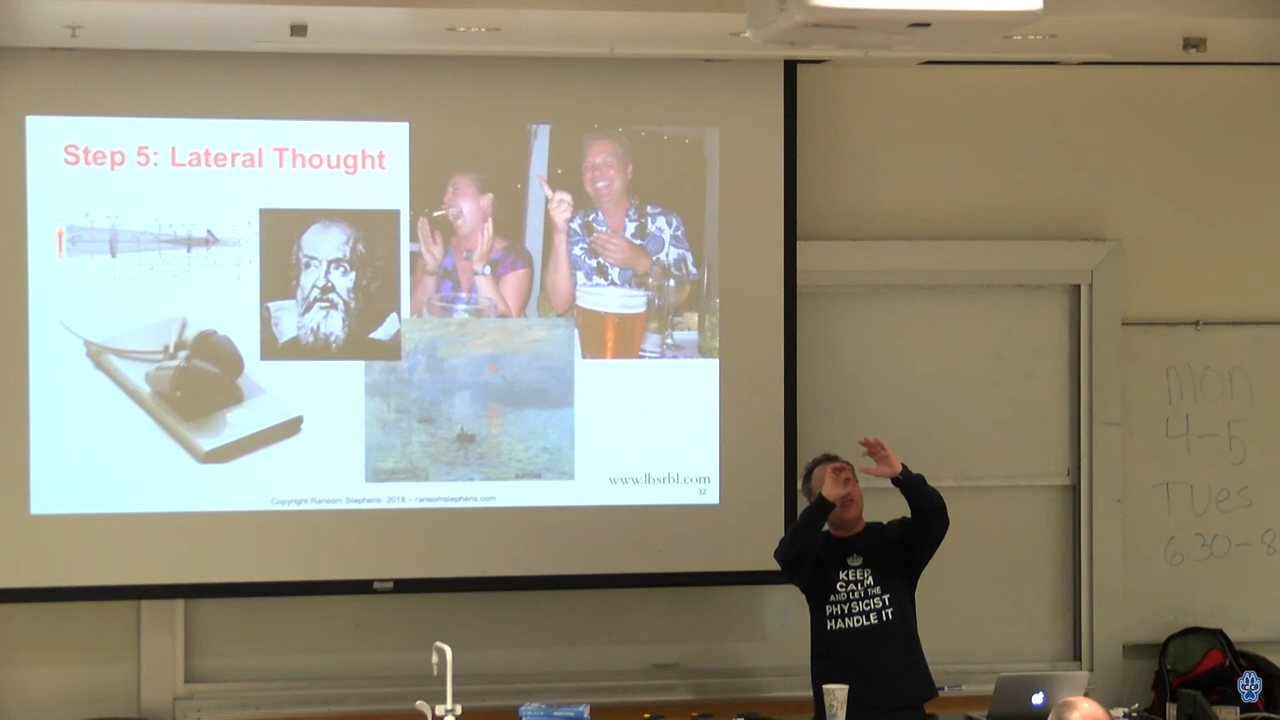 Step 5: Lateral Thought
www.lbsrbl.com
32
Copyright Ransom Stephens, 2018 – ransomstephens.com
KEEP
CALM
AND LET THE
PHYSICIST
HANDLE IT
Mon
4-5
Tues
6:30-8